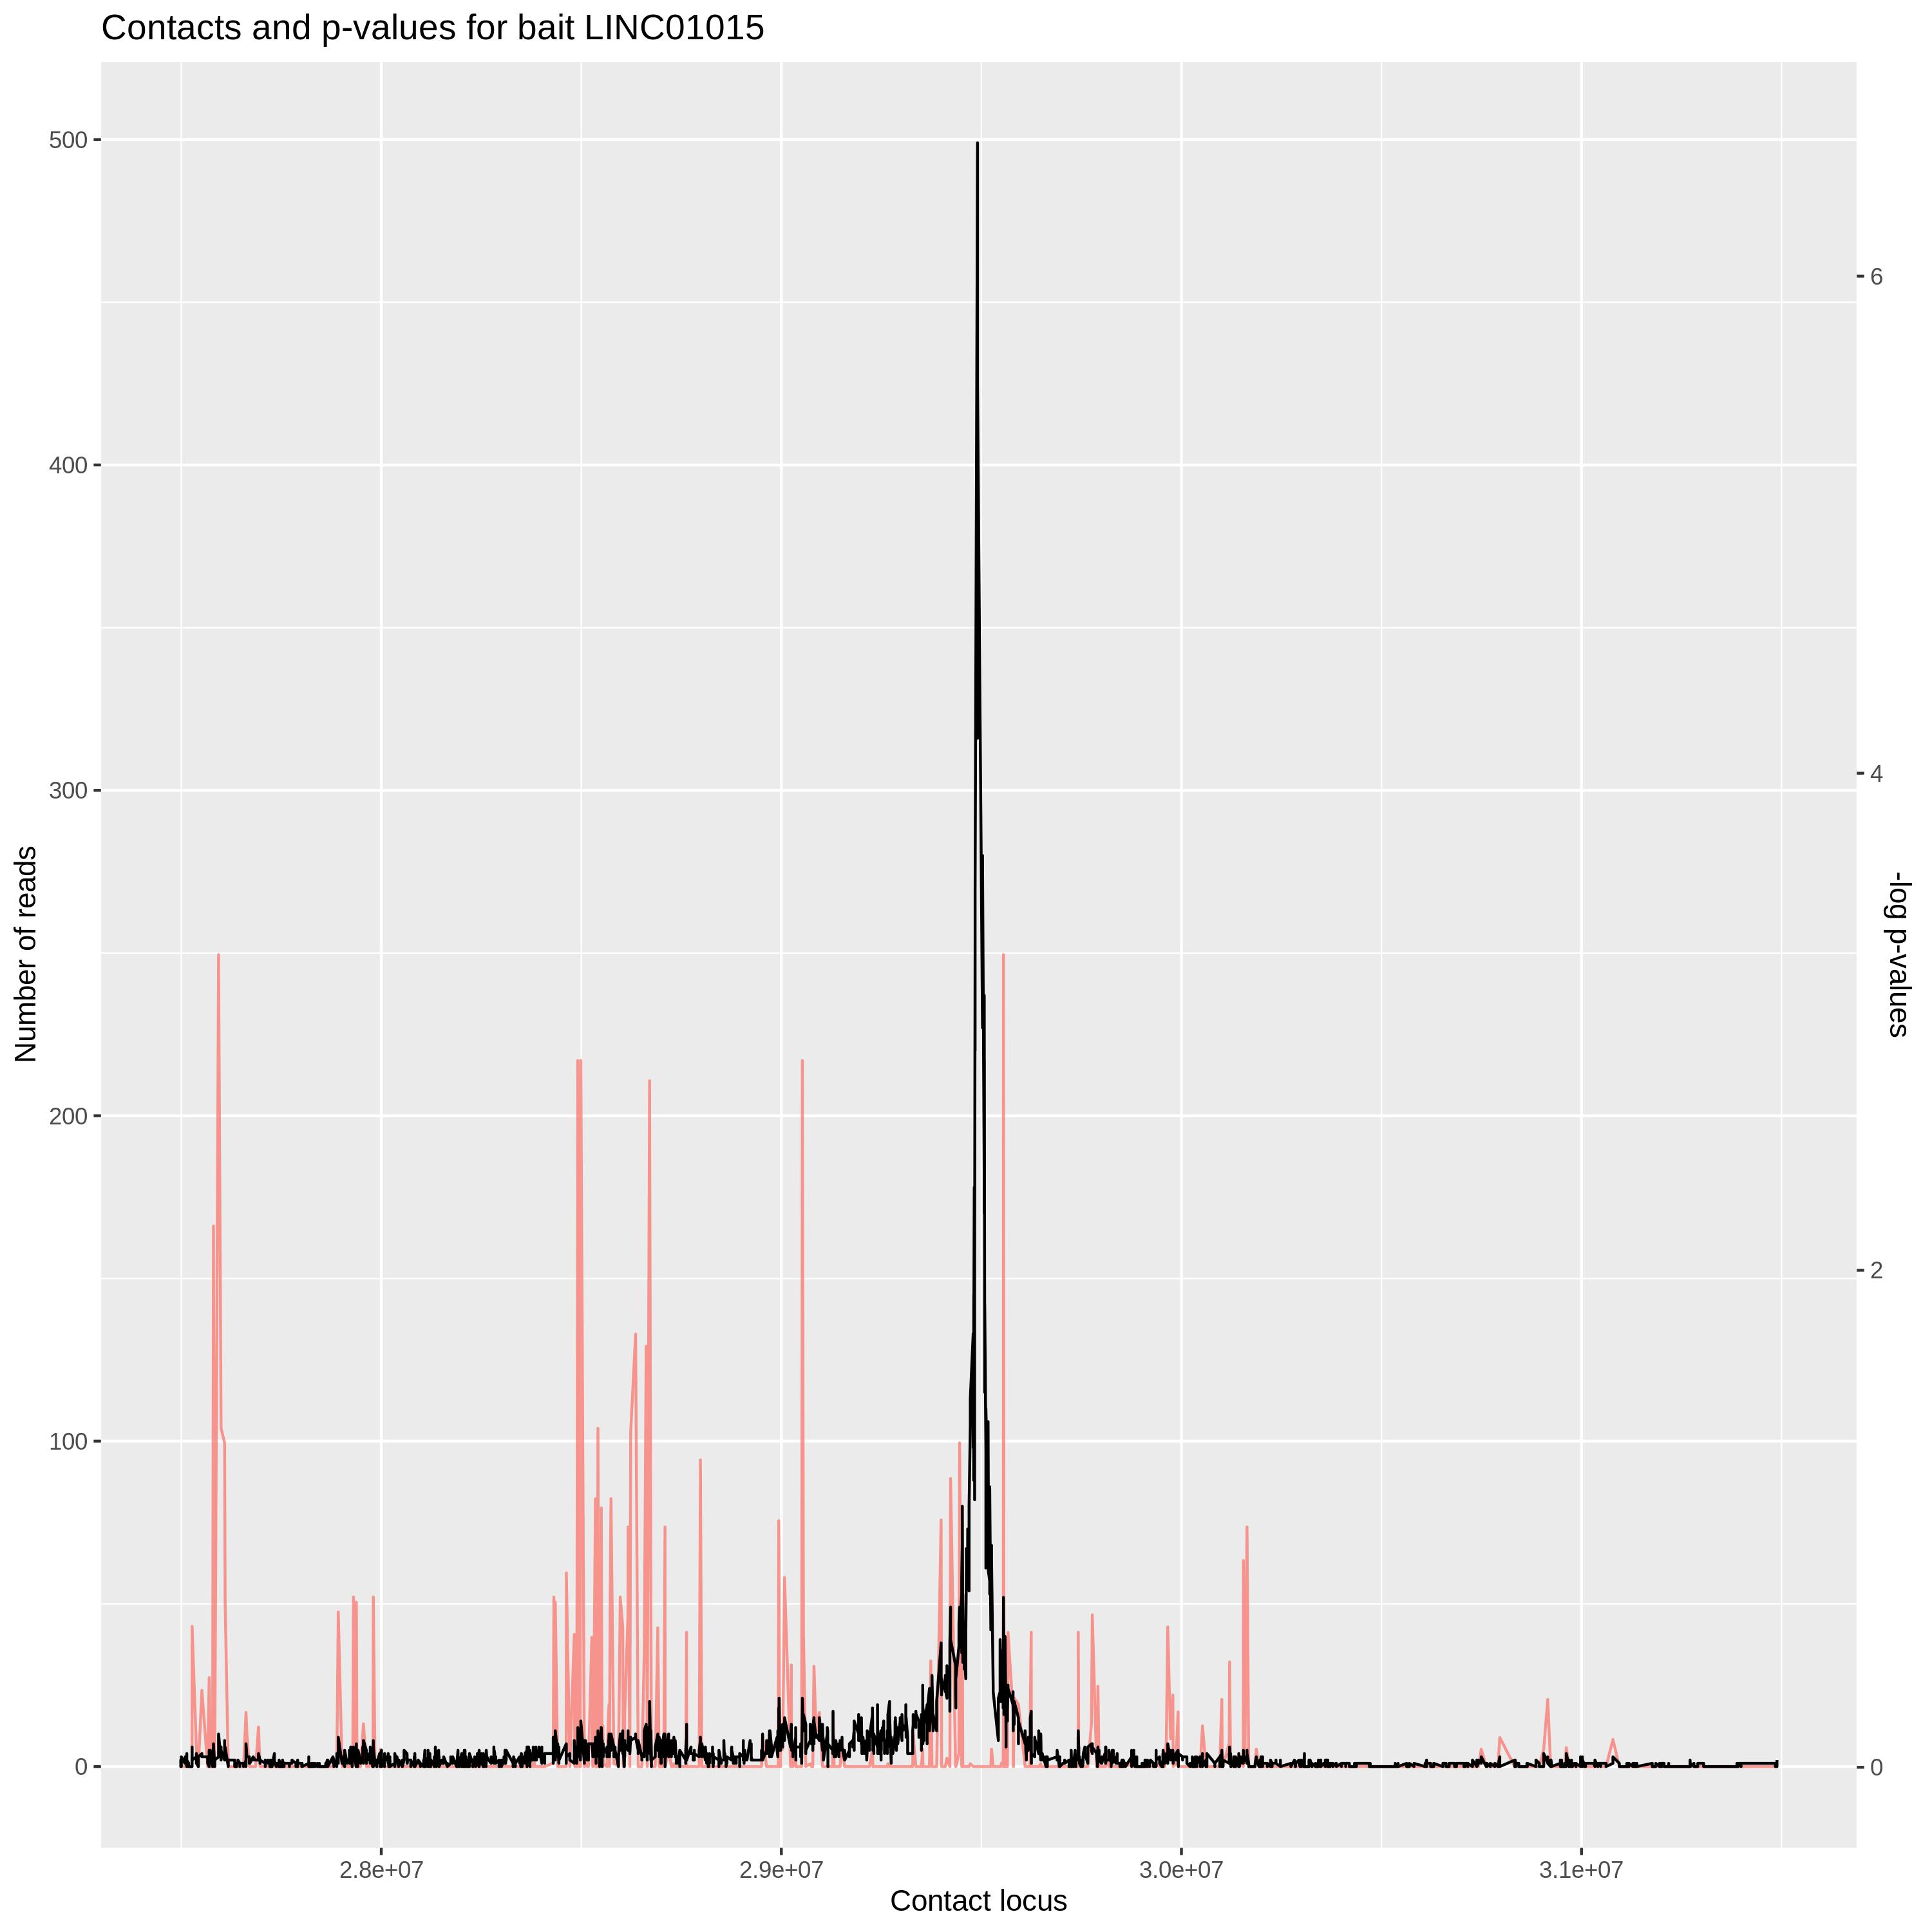 Contacts and p-values for bait LINC01015
500
400
300
200
100
0
Number of reads
6
4
2
0
-log p-values
2.8e+07 2.9e+07 3.0e+07 3.1e+07
Contact locus